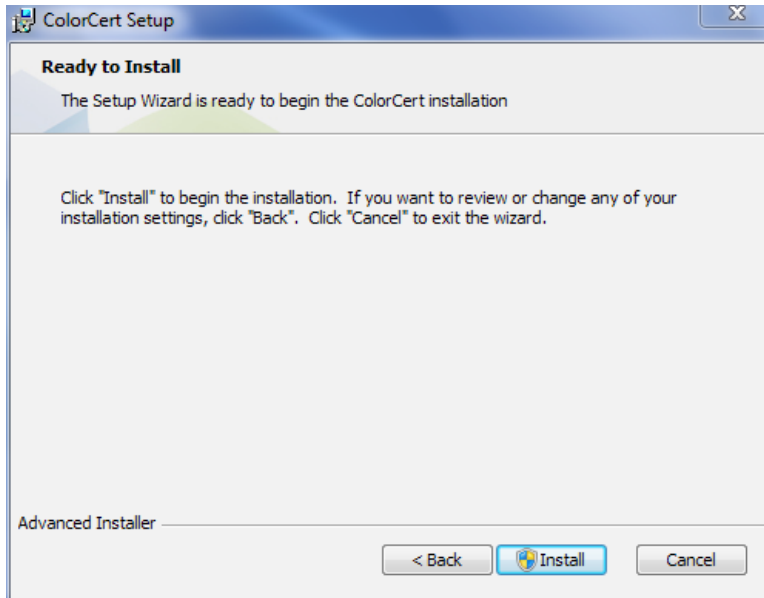 ColorCert Setup
Ready to Install
The Setup Wizard is ready to begin the ColorCert installation
Click "Install" to begin the installation.  If you want to review or change any of your
installation settings, click "Back".  Click "Cancel" to exit the wizard.
Advanced Installer
< Back
Install
Cancel